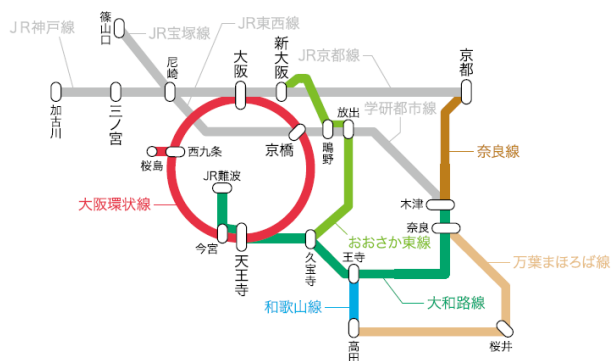 篠山口
JR神戸線
JR宝塚線
JR東西線
尼崎
大阪
新大阪
JR京都線
京都
加古川
三ノ宮
学研都市線
放出
鴫野
京橋
桜島
西九条
奈良線
JR難波
大阪環状線
木津
奈良
今宮
天王寺
久宝寺
おおさか東線
王寺
万葉まほろば線
和歌山線
大和路線
高田
桜井